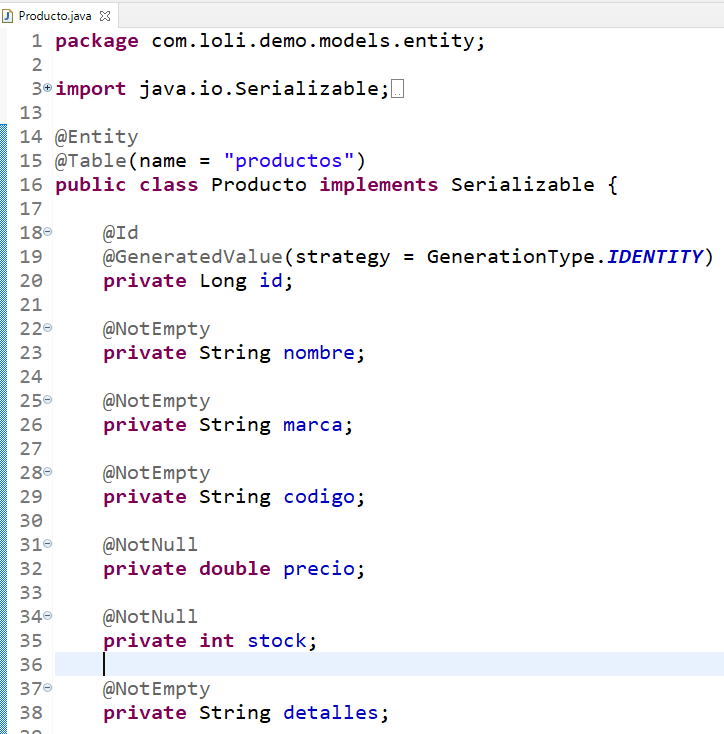 Producto.java
1 package com.loli.demo.models.entity;
2
3 import java.io.Serializable;
13
14 @Entity
15 @Table(name = "productos")
16 public class Producto implements Serializable {
17
18 @Id
19 @GeneratedValue(strategy = GenerationType.IDENTITY)
20 private Long id;
21
22 @NotEmpty
23 private String nombre;
24
25 @NotEmpty
26 private String marca;
27
28 @NotEmpty
29 private String codigo;
30
31 @NotNull
32 private double precio;
33
34 @NotNull
35 private int stock;
36
37 @NotEmpty
38 private String detalles;